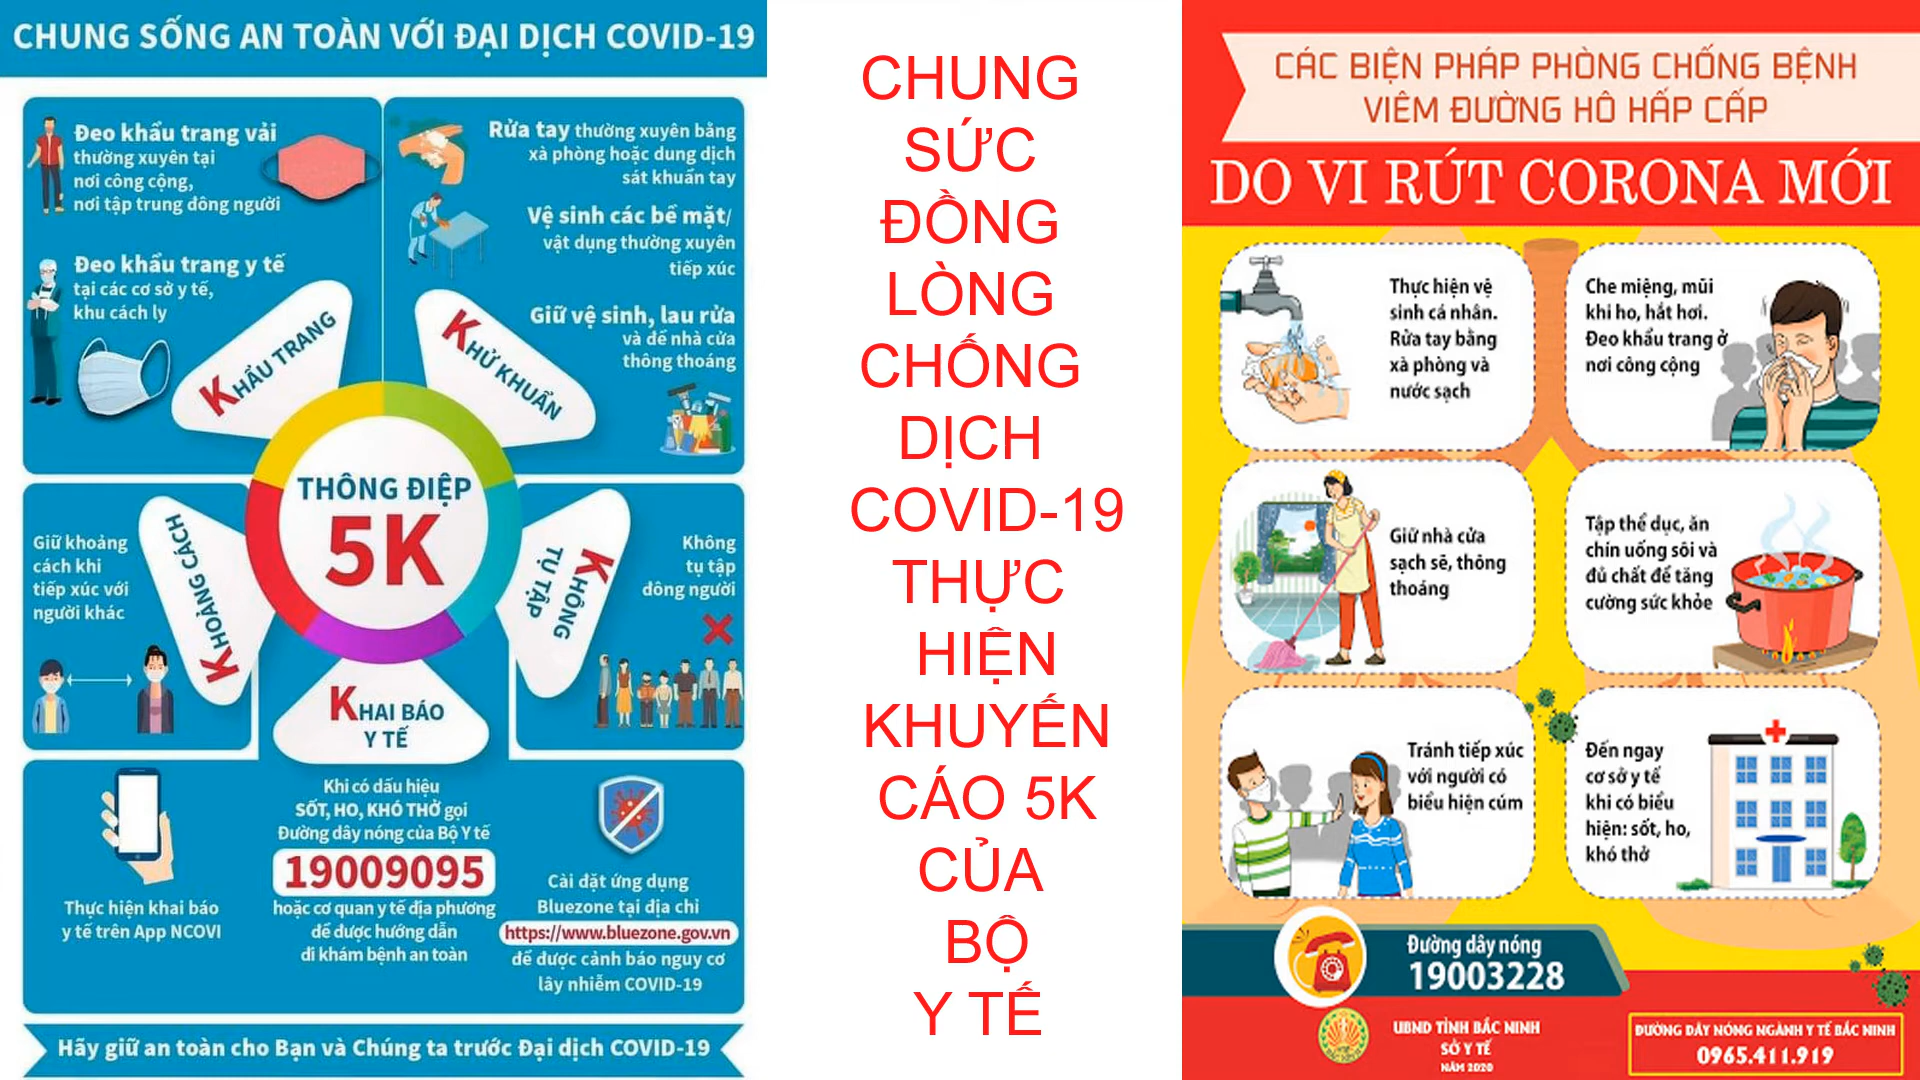 CHUNG SỐNG AN TOÀN VỚI ĐẠI DỊCH COVID-19
Đeo khẩu trang vải
thường xuyên tại
nơi công cộng,
nơi tập trung đông người
Đeo khẩu trang y tế
tại các cơ sở y tế,
khu cách ly
KHẨU TRANG
Rửa tay thường xuyên bằng
xà phòng hoặc dung dịch
sát khuẩn tay
Vệ sinh các bề mặt/
vật dụng thường xuyên
tiếp xúc
Giữ vệ sinh, lau rửa
và để nhà cửa
thông thoáng
KHỬ KHUẨN
THÔNG ĐIỆP
5K
Giữ khoảng
cách khi
tiếp xúc với
người khác
KHOẢNG CÁCH
KHÔNG
TỤ TẬP
Không
tụ tập
đông người
KHAI BÁO
Y TẾ
Thực hiện khai báo
y tế trên App NCOVI
Khi có dấu hiệu
SỐT, HO, KHÓ THỞ gọi
Đường dây nóng của Bộ Y tế
19009095
hoặc cơ quan y tế địa phương
để được hướng dẫn
đi khám bệnh an toàn
Cài đặt ứng dụng
Bluezone tại địa chỉ
https://www.bluezone.gov.vn
để được cảnh báo nguy cơ
lây nhiễm COVID-19
Hãy giữ an toàn cho Bạn và Chúng ta trước Đại dịch COVID-19
CHUNG
SỨC
ĐỒNG
LÒNG
CHỐNG
DỊCH
COVID-19
THỰC
HIỆN
KHUYẾN
CÁO 5K
CỦA
BỘ
Y TẾ
CÁC BIỆN PHÁP PHÒNG CHỐNG BỆNH
VIÊM ĐƯỜNG HÔ HẤP CẤP
DO VI RÚT CORONA MỚI
Thực hiện vệ
sinh cá nhân.
Rửa tay bằng
xà phòng và
nước sạch
Che miệng, mũi
khi ho, hắt hơi.
Đeo khẩu trang ở
nơi công cộng
Giữ nhà cửa
sạch sẽ, thông
thoáng
Tập thể dục, ăn
chín uống sôi và
đủ chất để tăng
cường sức khỏe
Tránh tiếp xúc
với người có
biểu hiện cúm
Đến ngay
cơ sở y tế
khi có biểu
hiện: sốt, ho,
khó thở
Đường dây nóng
19003228
UBND TỈNH BẮC NINH
SỞ Y TẾ
NĂM 2020
ĐƯỜNG DÂY NÓNG NGÀNH Y TẾ BẮC NINH
0965.411.919